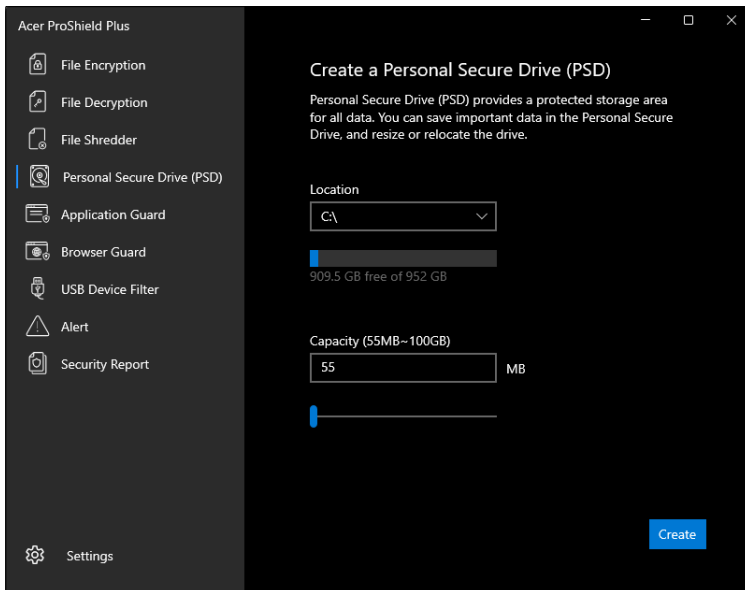 Acer ProShield Plus
File Encryption
File Decryption
File Shredder
Personal Secure Drive (PSD)
Application Guard
Browser Guard
USB Device Filter
Alert
Security Report
Settings
Create a Personal Secure Drive (PSD)
Personal Secure Drive (PSD) provides a protected storage area
for all data. You can save important data in the Personal Secure
Drive, and resize or relocate the drive.
Location
C:\
909.5 GB free of 952 GB
Capacity (55MB~100GB)
55 MB
Create